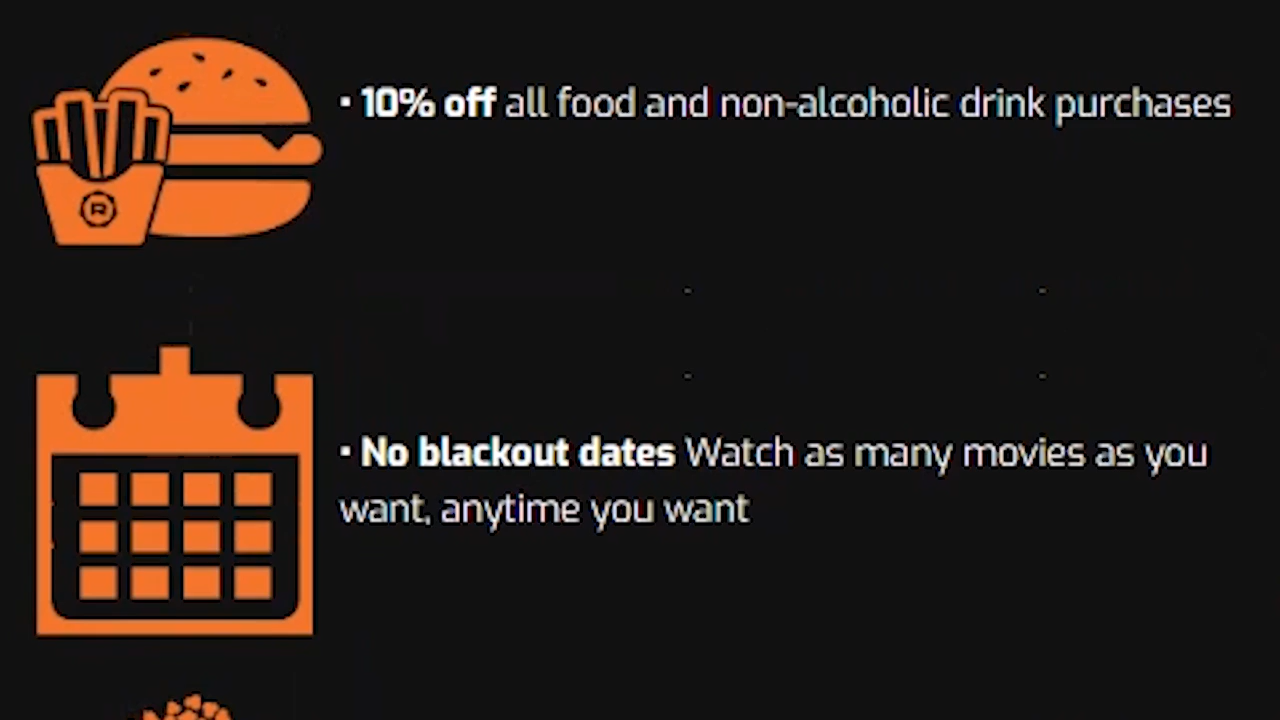 ▪ 10% off all food and non-alcoholic drink purchases
R
▪ No blackout dates Watch as many movies as you
want, anytime you want